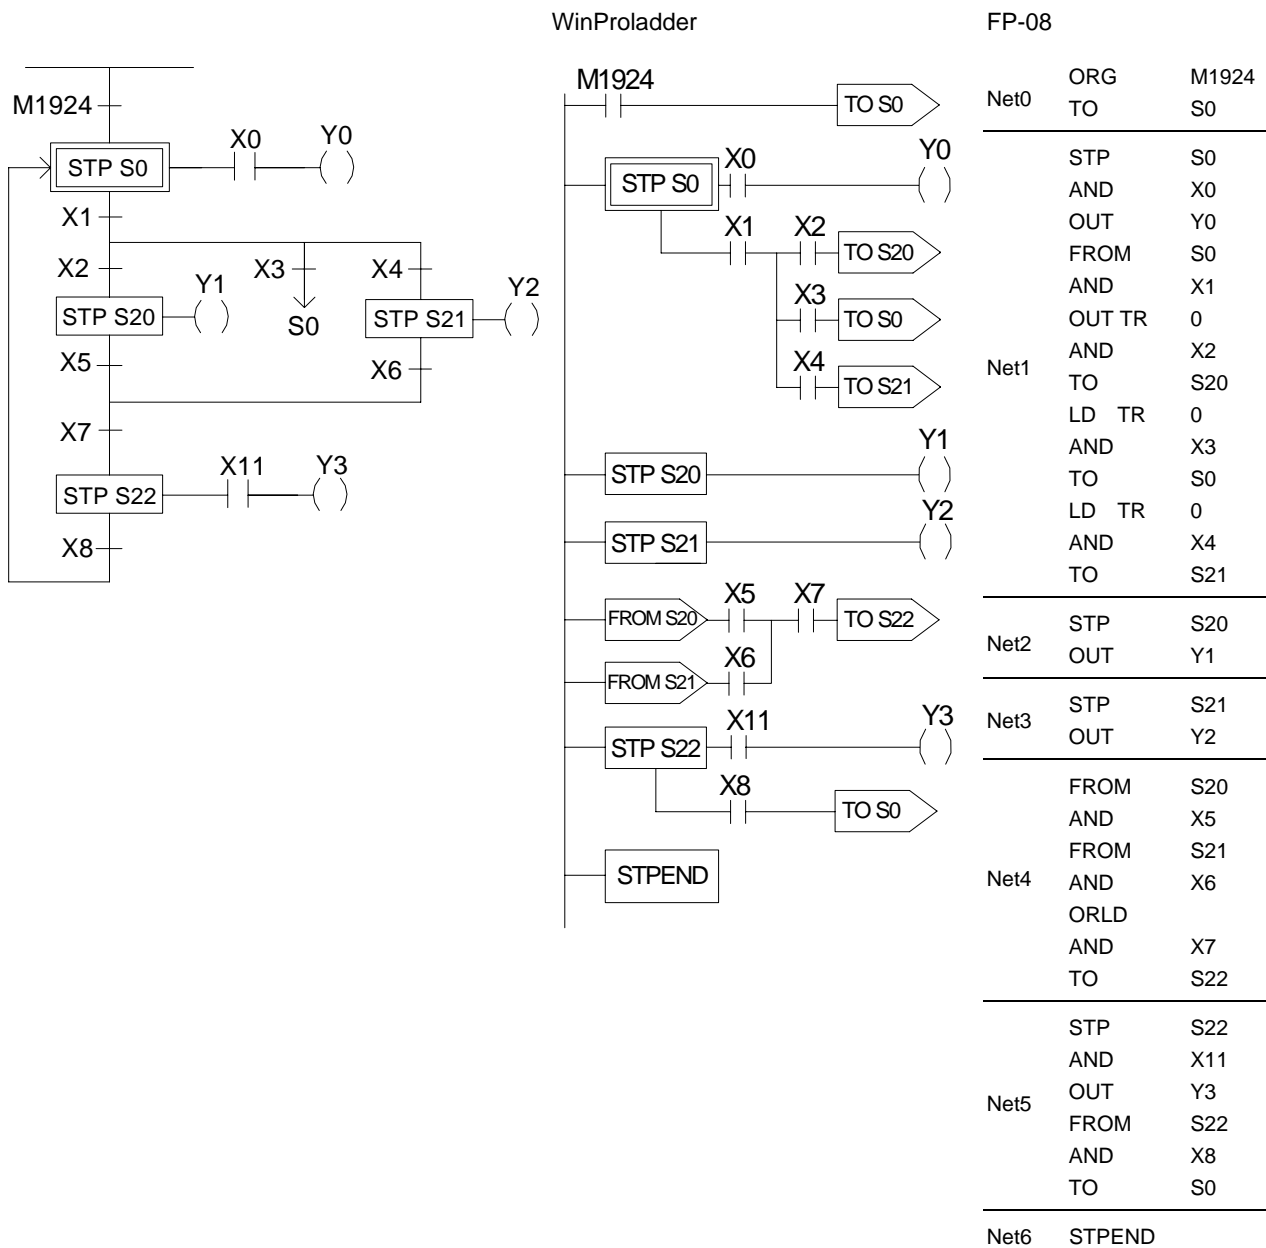 WinProladder
FP-08
M1924
STP S0
X0
Y0
X1
X2
X3
X4
STP S20
Y1
S0
STP S21
Y2
X5
X6
X7
STP S22
X11
Y3
X8
M1924
TO S0
STP S0
X0
Y0
X1
X2
TO S20
X3
TO S0
X4
TO S21
STP S20
Y1
STP S21
Y2
FROM S20
X5
X7
TO S22
FROM S21
X6
STP S22
X11
Y3
X8
TO S0
STPEND
Net0
ORG M1924
TO S0
Net1
STP S0
AND X0
OUT Y0
FROM S0
AND X1
OUT TR 0
AND X2
TO S20
LD TR 0
AND X3
TO S0
LD TR 0
AND X4
TO S21
Net2
STP S20
OUT Y1
Net3
STP S21
OUT Y2
Net4
FROM S20
AND X5
FROM S21
AND X6
ORLD
AND X7
TO S22
Net5
STP S22
AND X11
OUT Y3
FROM S22
AND X8
TO S0
Net6 STPEND